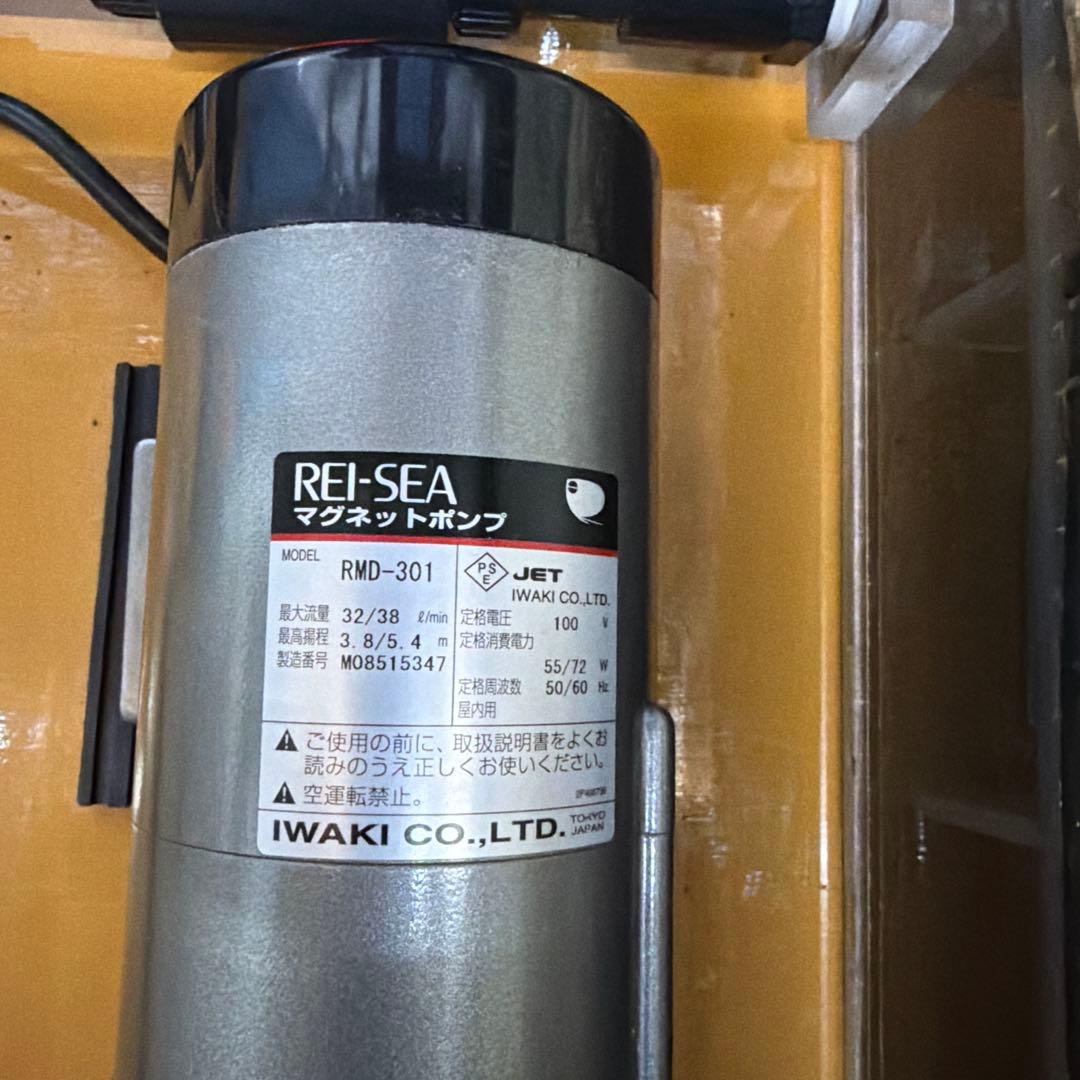 REI-SEA
マグネットポンプ
MODEL RMD-301
最大流量 32/38 ℓ/min
最高揚程 3.8/5.4 m
製造番号 M08515347
PSE JET
IWAKI CO.,LTD.
定格電圧 100 V
定格消費電力
55/72 W
定格周波数 50/60 Hz
屋内用
ご使用の前に、取扱説明書をよくお
読みのうえ正しくお使いください。
空運転禁止。
IWAKI CO.,LTD. TOKYO JAPAN